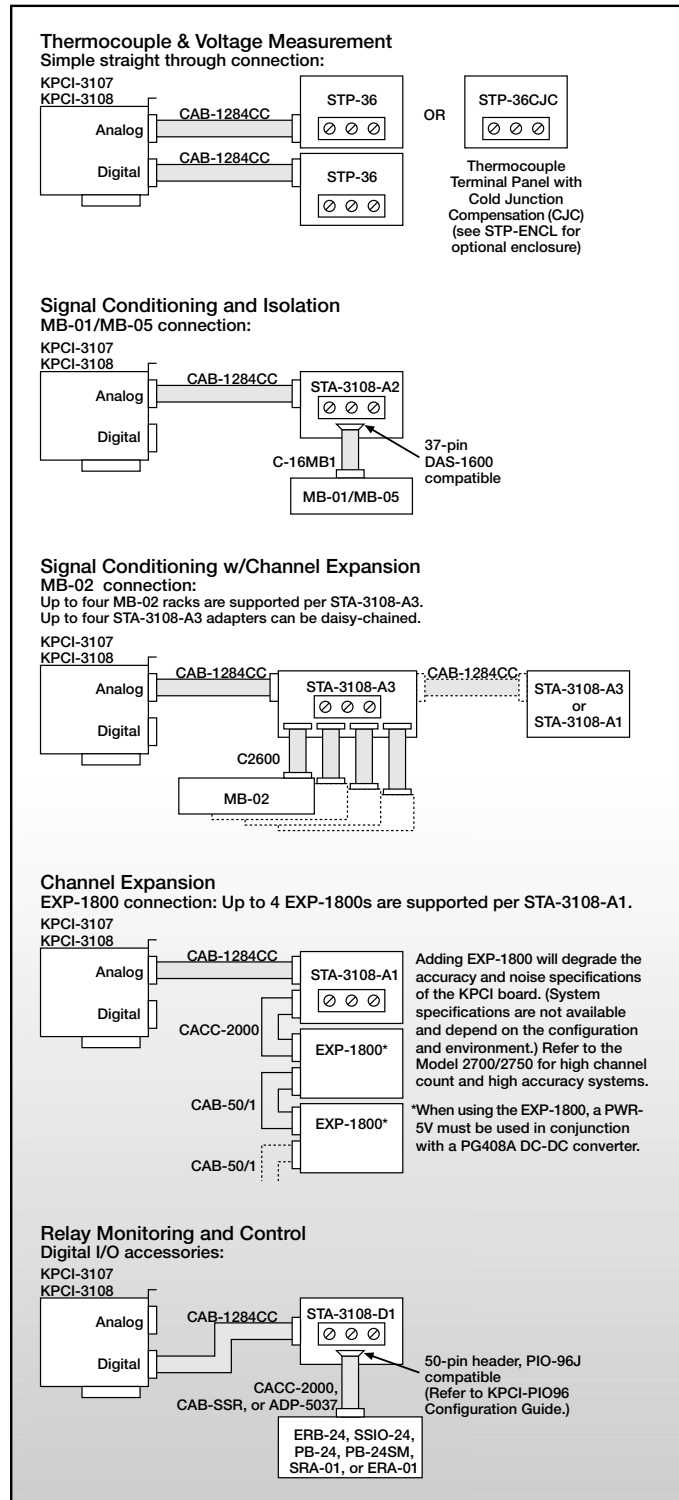 Thermocouple & Voltage Measurement
Simple straight through connection:
KPCI-3107
KPCI-3108
Analog
Digital
CAB-1284CC
CAB-1284CC
STP-36
STP-36
OR
STP-36CJC
Thermocouple
Terminal Panel with
Cold Junction
Compensation (CJC)
(see STP-ENCL for
optional enclosure)
Signal Conditioning and Isolation
MB-01/MB-05 connection:
KPCI-3107
KPCI-3108
Analog
Digital
CAB-1284CC
STA-3108-A2
C-16MB1
MB-01/MB-05
37-pin
DAS-1600
compatible
Signal Conditioning w/Channel Expansion
MB-02 connection:
Up to four MB-02 racks are supported per STA-3108-A3.
Up to four STA-3108-A3 adapters can be daisy-chained.
KPCI-3107
KPCI-3108
Analog
Digital
CAB-1284CC
STA-3108-A3
CAB-1284CC
STA-3108-A3
or
STA-3108-A1
C2600
MB-02
Channel Expansion
EXP-1800 connection: Up to 4 EXP-1800s are supported per STA-3108-A1.
KPCI-3107
KPCI-3108
Analog
Digital
CAB-1284CC
STA-3108-A1
CACC-2000
EXP-1800*
CAB-50/1
EXP-1800*
CAB-50/1
Adding EXP-1800 will degrade the
accuracy and noise specifications
of the KPCI board. (System
specifications are not available
and depend on the configuration
and environment.) Refer to the
Model 2700/2750 for high channel
count and high accuracy systems.
*When using the EXP-1800, a PWR-
5V must be used in conjunction
with a PG408A DC-DC converter.
Relay Monitoring and Control
Digital I/O accessories:
KPCI-3107
KPCI-3108
Analog
Digital
CAB-1284CC
STA-3108-D1
CACC-2000,
CAB-SSR, or ADP-5037
50-pin header, PIO-96J
compatible
(Refer to KPCI-PIO96
Configuration Guide.)
ERB-24, SSIO-24,
PB-24, PB-24SM,
SRA-01, or ERA-01